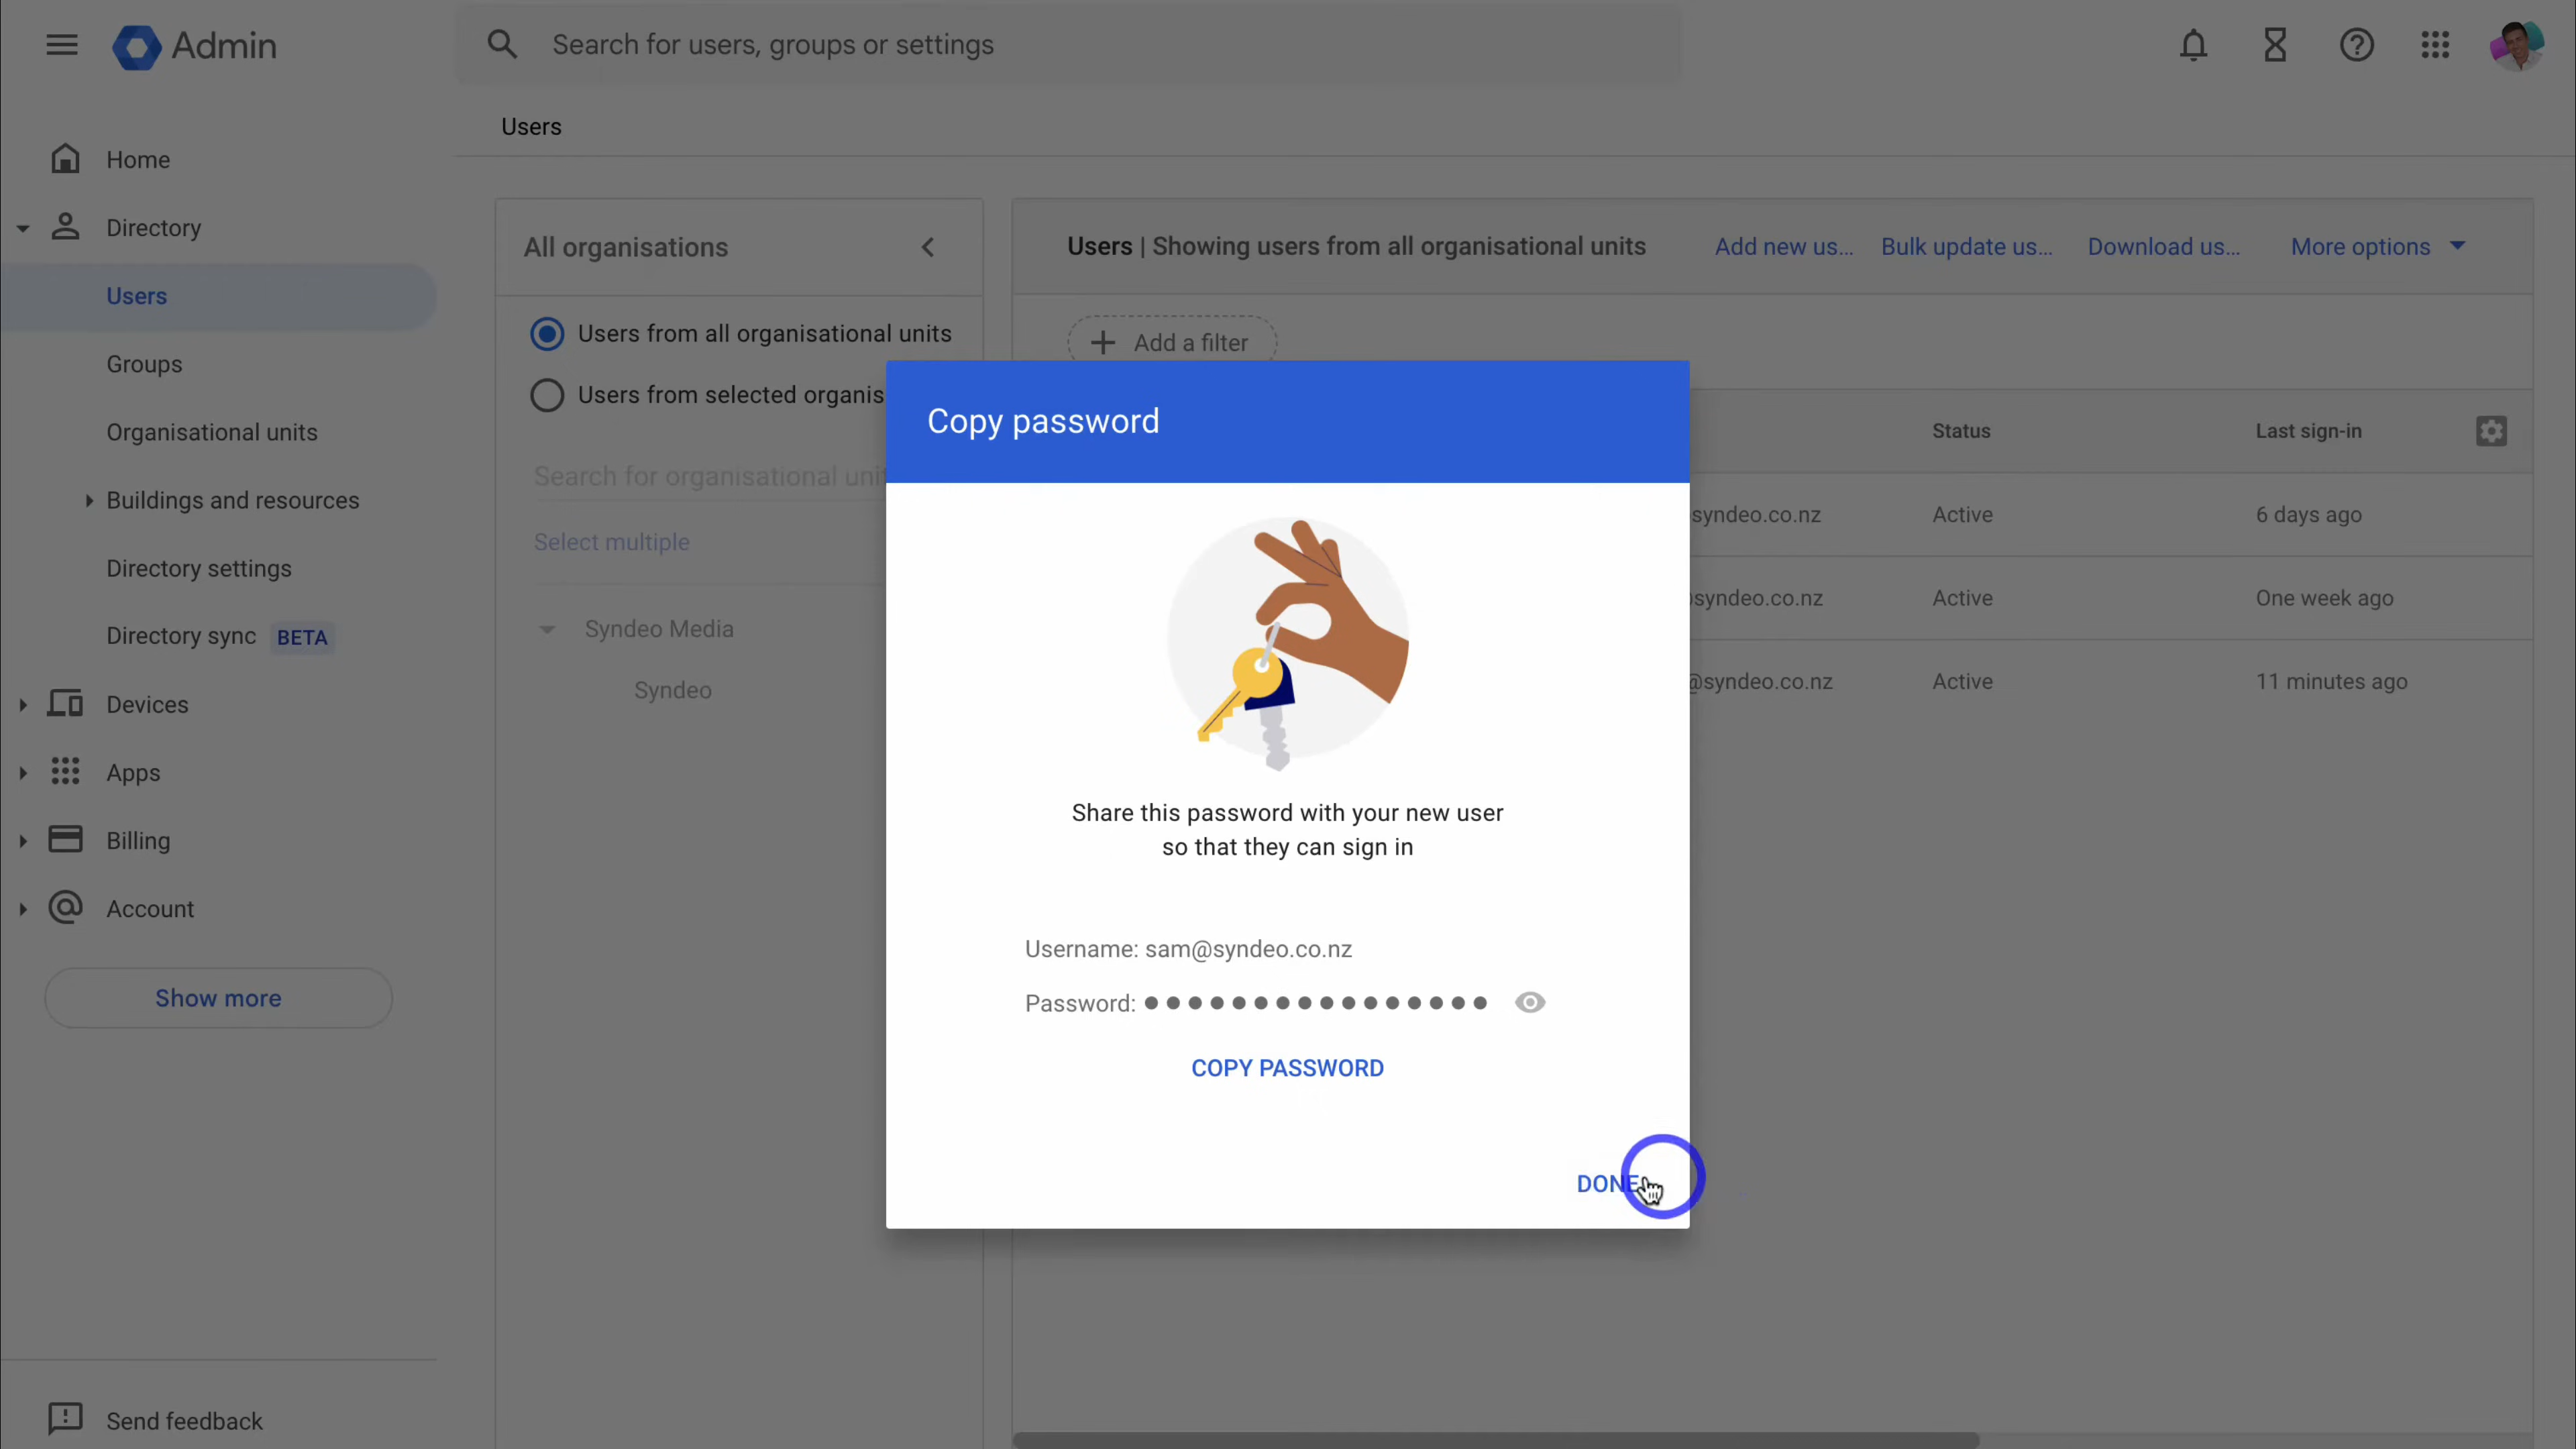 Admin
Search for users, groups or settings
Users
Home
Directory
Users
Groups
Organisational units
Buildings and resources
Directory settings
Directory sync BETA
Devices
Apps
Billing
Account
Show more
Send feedback
All organisations
Users from all organisational units
Users from selected organis
Search for organisational unit
Select multiple
Syndeo Media
Syndeo
Users | Showing users from all organisational units
Add new us... Bulk update us... Download us... More options
Add a filter
Status Last sign-in
syndeo.co.nz Active 6 days ago
syndeo.co.nz Active One week ago
@syndeo.co.nz Active 11 minutes ago
Copy password
Share this password with your new user
so that they can sign in
Username: sam@syndeo.co.nz
Password: ●●●●●●●●●●●●●●●●
COPY PASSWORD
DONE